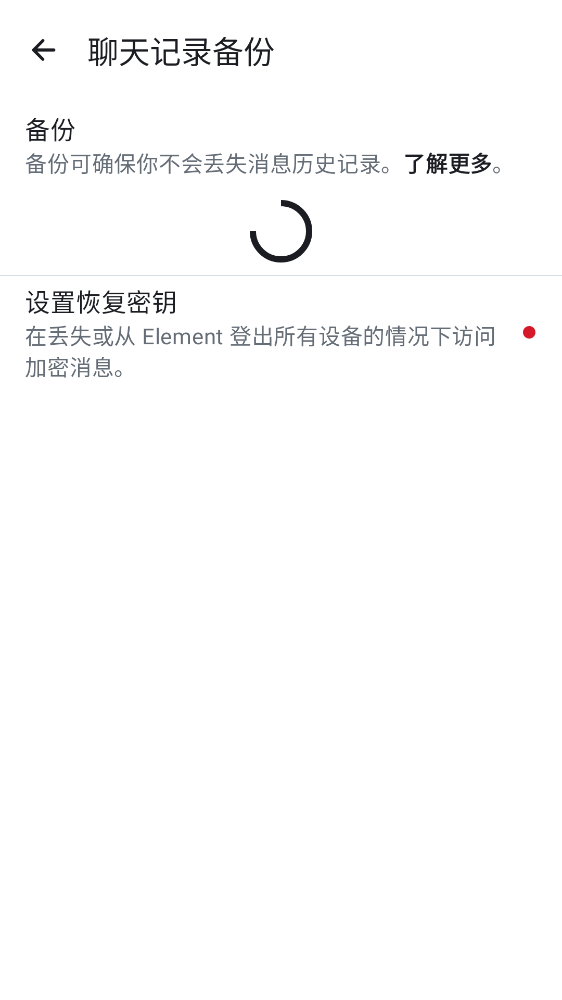 聊天记录备份
备份
备份可确保你不会丢失消息历史记录。了解更多。
设置恢复密钥
在丢失或从 Element 登出所有设备的情况下访问
加密消息。